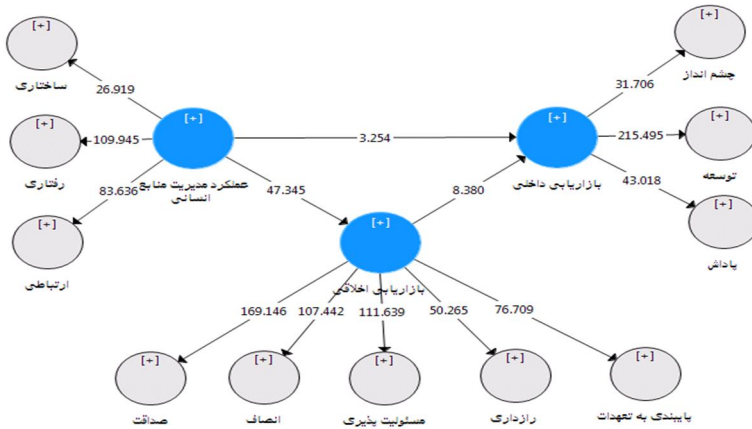 [+]
ساختاری
26.919
[+]
رفتاری
109.945
[+]
ارتباطی
83.636
[+]
عملکرد مدیریت منابع
انسانی
3.254
47.345
[+]
بازاریابی داخلی
8.380
[+]
چشم انداز
31.706
[+]
توسعه
215.495
[+]
پاداش
43.018
[+]
بازاریابی اخلاقی
169.146
107.442
111.639
50.265
76.709
[+]
صداقت
[+]
انصاف
[+]
مسئولیت پذیری
[+]
رازداری
[+]
پایبندی به تعهدات